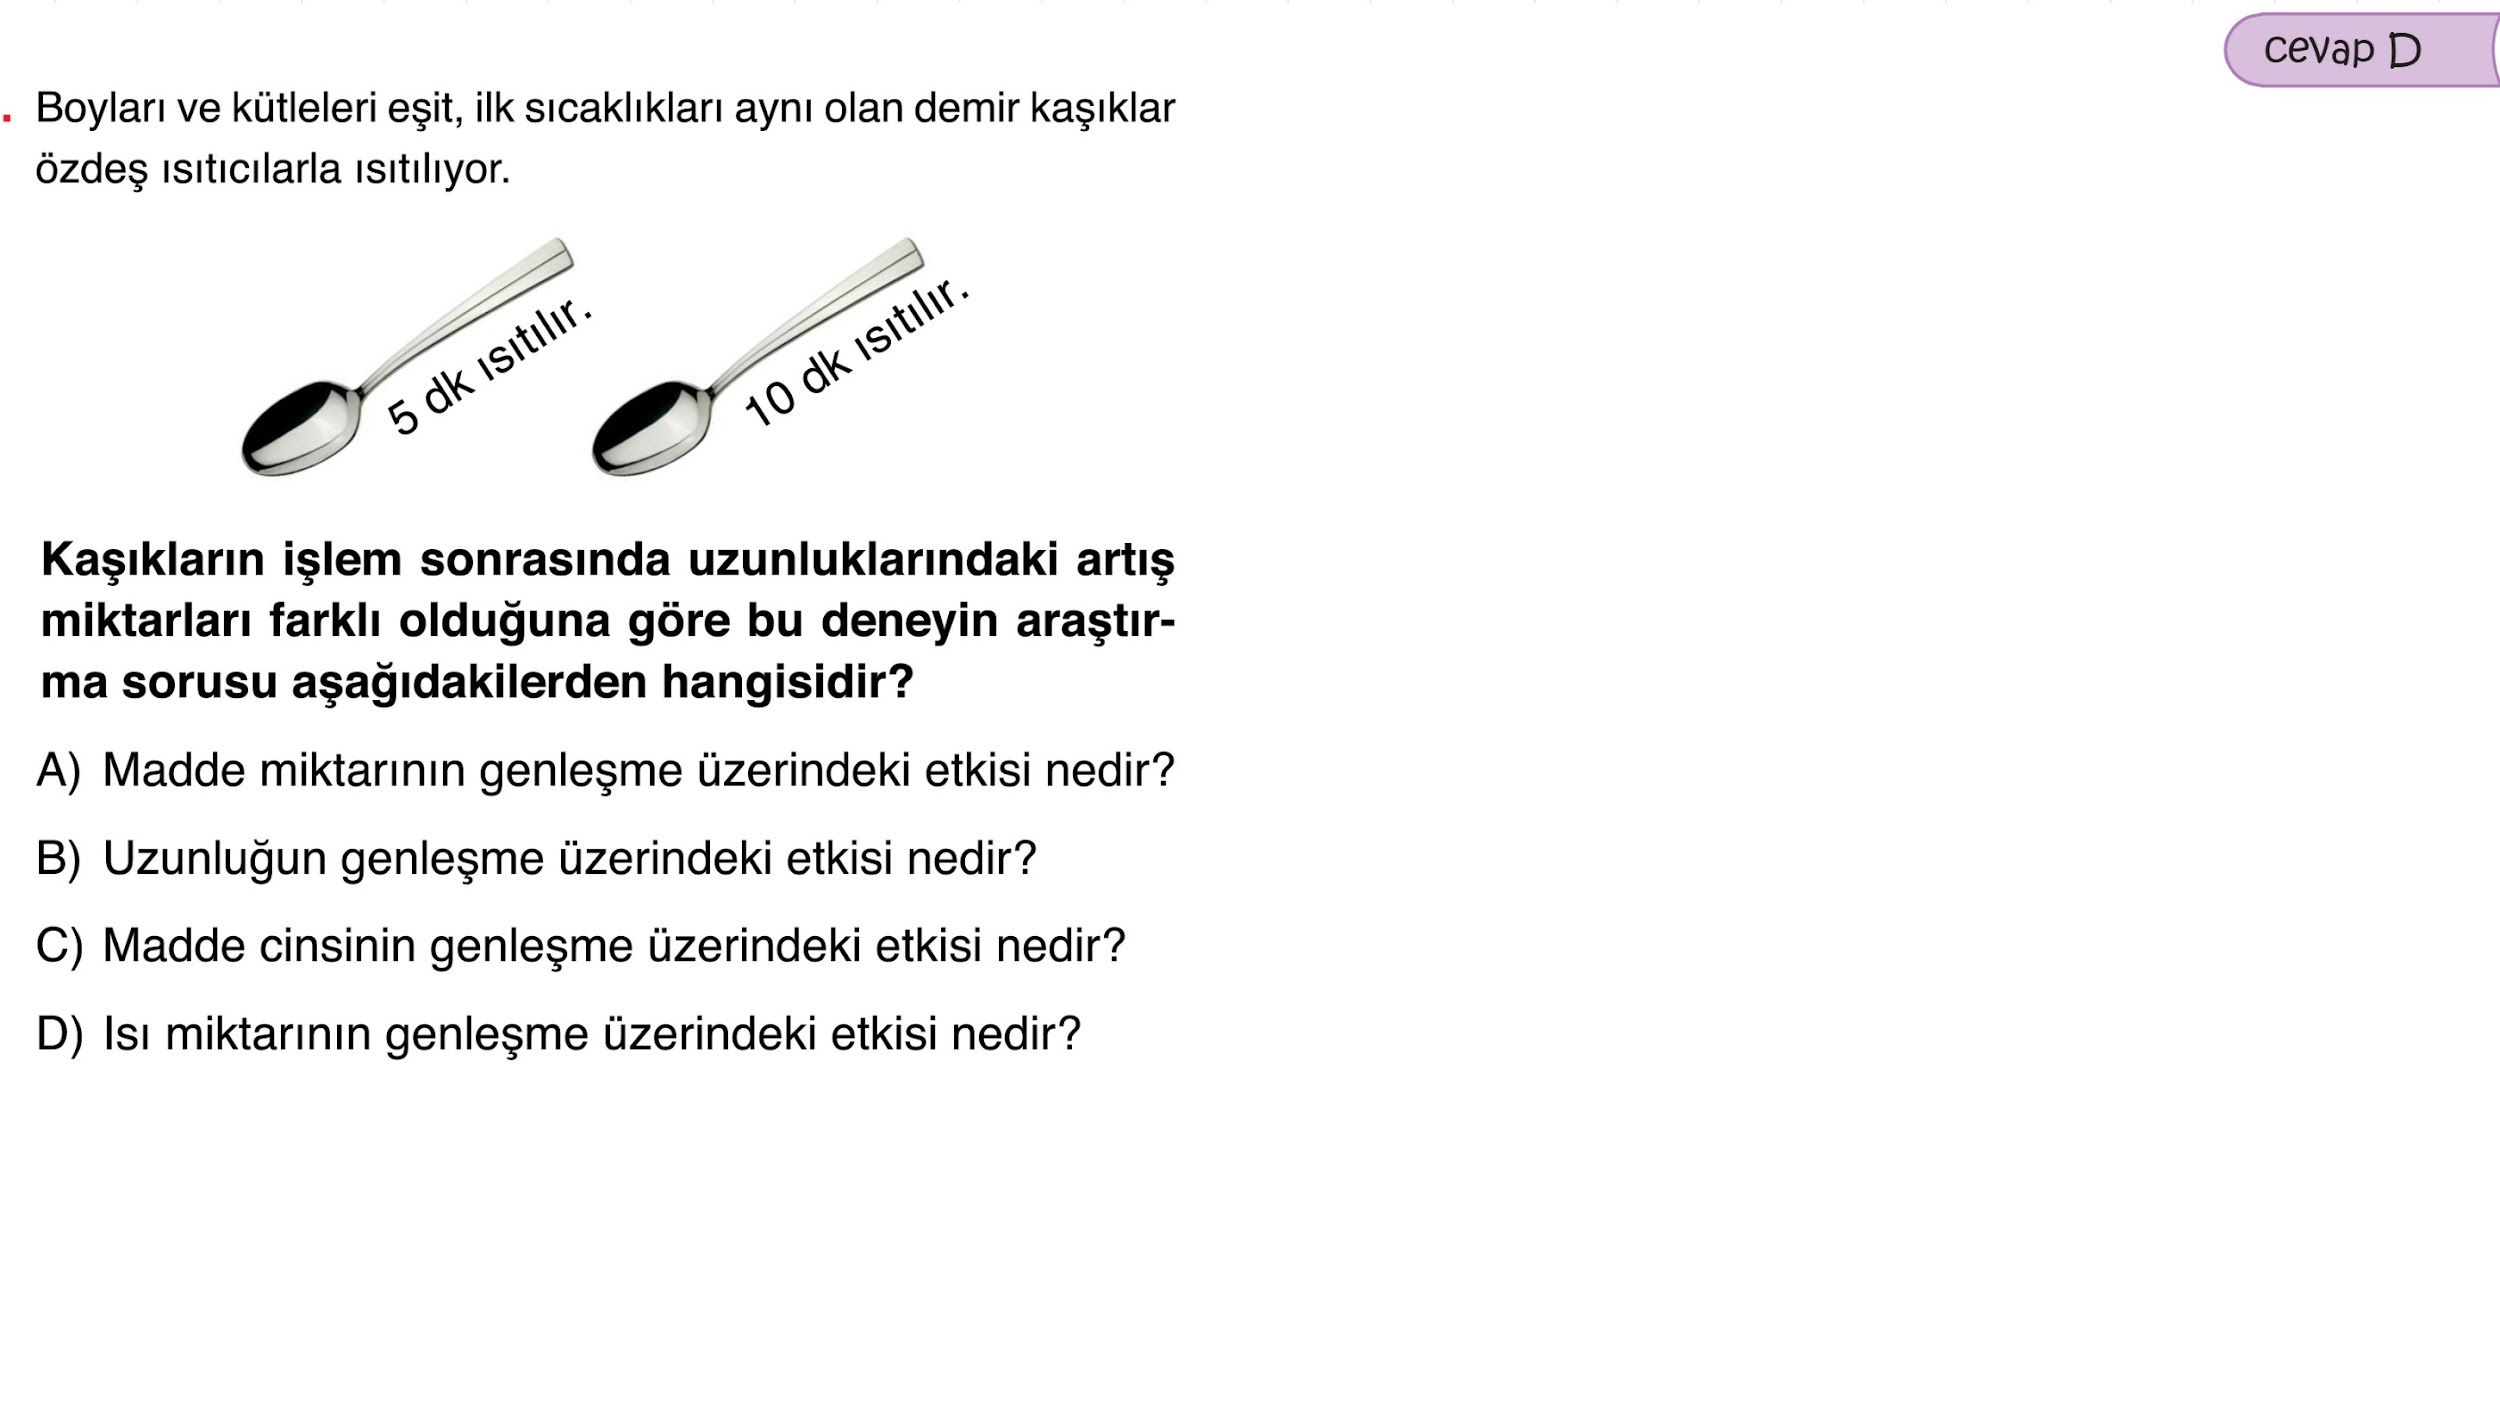 cevap D
. Boyları ve kütleleri eşit, ilk sıcaklıkları aynı olan demir kaşıklar
özdeş ısıtıcılarla ısıtılıyor.
5 dk ısıtılır.
10 dk ısıtılır.
Kaşıkların işlem sonrasında uzunluklarındaki artış
miktarları farklı olduğuna göre bu deneyin araştır-
ma sorusu aşağıdakilerden hangisidir?
A) Madde miktarının genleşme üzerindeki etkisi nedir?
B) Uzunluğun genleşme üzerindeki etkisi nedir?
C) Madde cinsinin genleşme üzerindeki etkisi nedir?
D) Isı miktarının genleşme üzerindeki etkisi nedir?